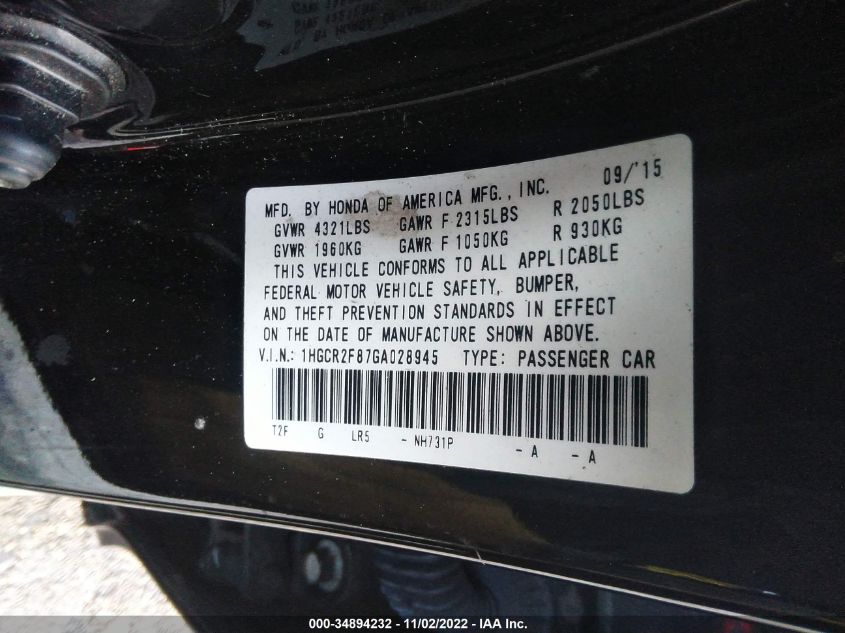 09/'15
MFD. BY HONDA OF AMERICA MFG., INC.
GVWR 4321LBS GAWR F 2315LBS R 2050LBS
GVWR 1960KG GAWR F 1050KG R 930KG
THIS VEHICLE CONFORMS TO ALL APPLICABLE
FEDERAL MOTOR VEHICLE SAFETY, BUMPER,
AND THEFT PREVENTION STANDARDS IN EFFECT
ON THE DATE OF MANUFACTURE SHOWN ABOVE.
V.I.N.: 1HGCR2F87GA028945 TYPE: PASSENGER CAR
T2F G LR5 - NH731P - A - A
000-34894232 - 11/02/2022 - IAA Inc.